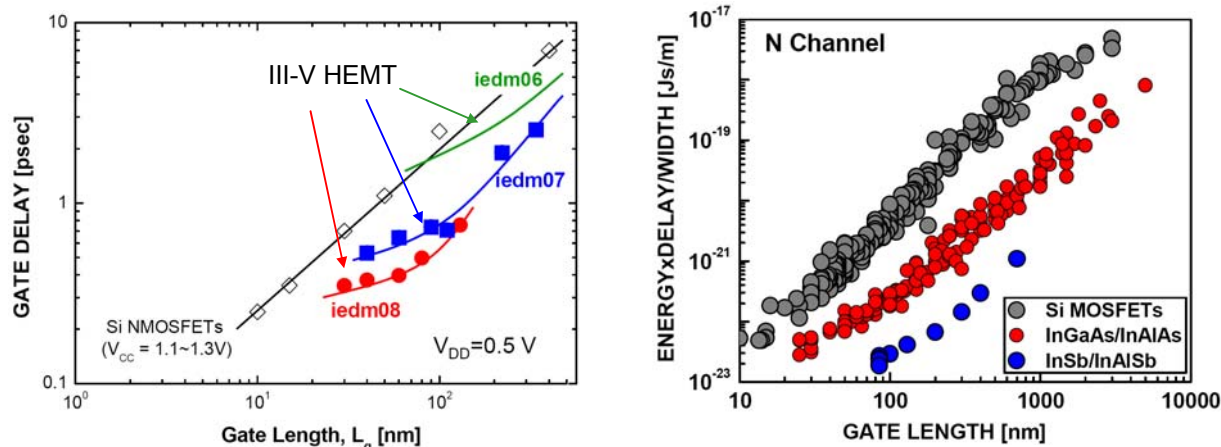 GATE DELAY [psec]
10
1
0.1
III-V HEMT
iedm06
iedm07
iedm08
Si NMOSFETs
(V_CC = 1.1~1.3V)
V_DD=0.5 V
10^0
10^1
10^2
Gate Length, L_g [nm]
ENERGYxDELAY/WIDTH [Js/m]
10^-17
10^-19
10^-21
10^-23
N Channel
Si MOSFETs
InGaAs/InAlAs
InSb/InAlSb
10
100
1000
10000
GATE LENGTH [nm]